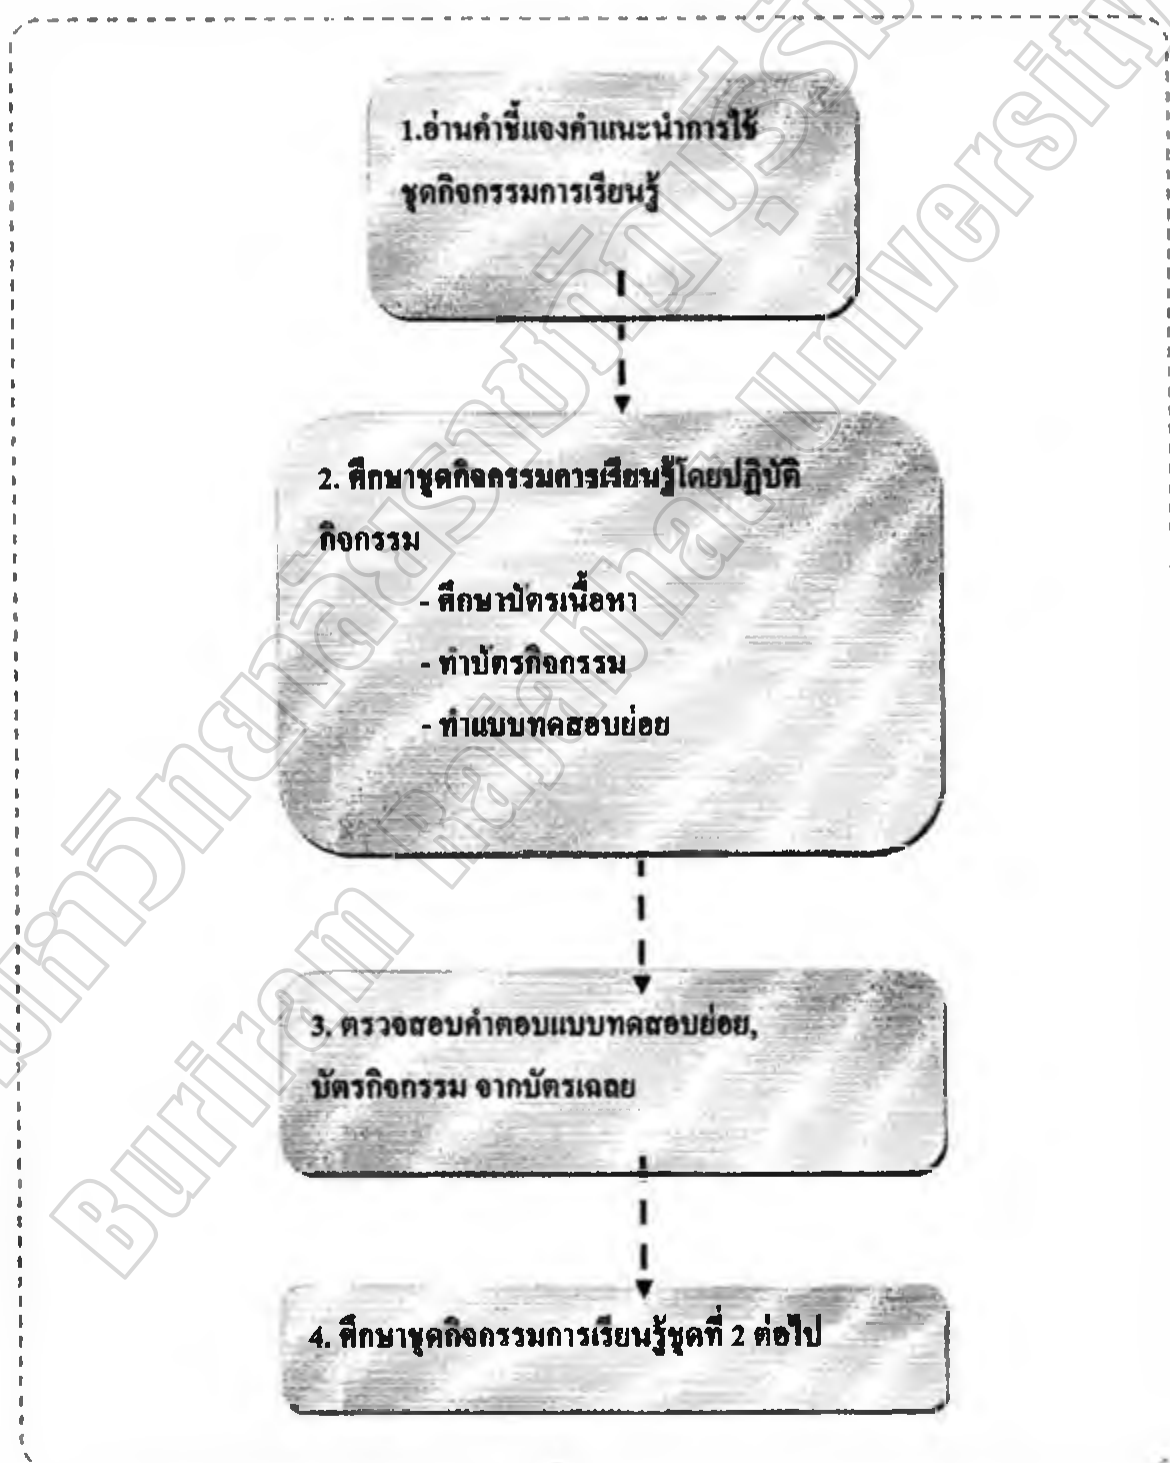 1.อ่านคำชี้แจงคำแนะนำการใช้
ชุดกิจกรรมการเรียนรู้
2. ศึกษาชุดกิจกรรมการเรียนรู้โดยปฏิบัติ
กิจกรรม
- ศึกษาบัตรเนื้อหา
- ทำบัตรกิจกรรม
- ทำแบบทดสอบย่อย
3. ตรวจสอบคำตอบแบบทดสอบย่อย,
บัตรกิจกรรม จากบัตรเฉลย
4. ศึกษาชุดกิจกรรมการเรียนรู้ชุดที่ 2 ต่อไป
Buriram Rajabhat University